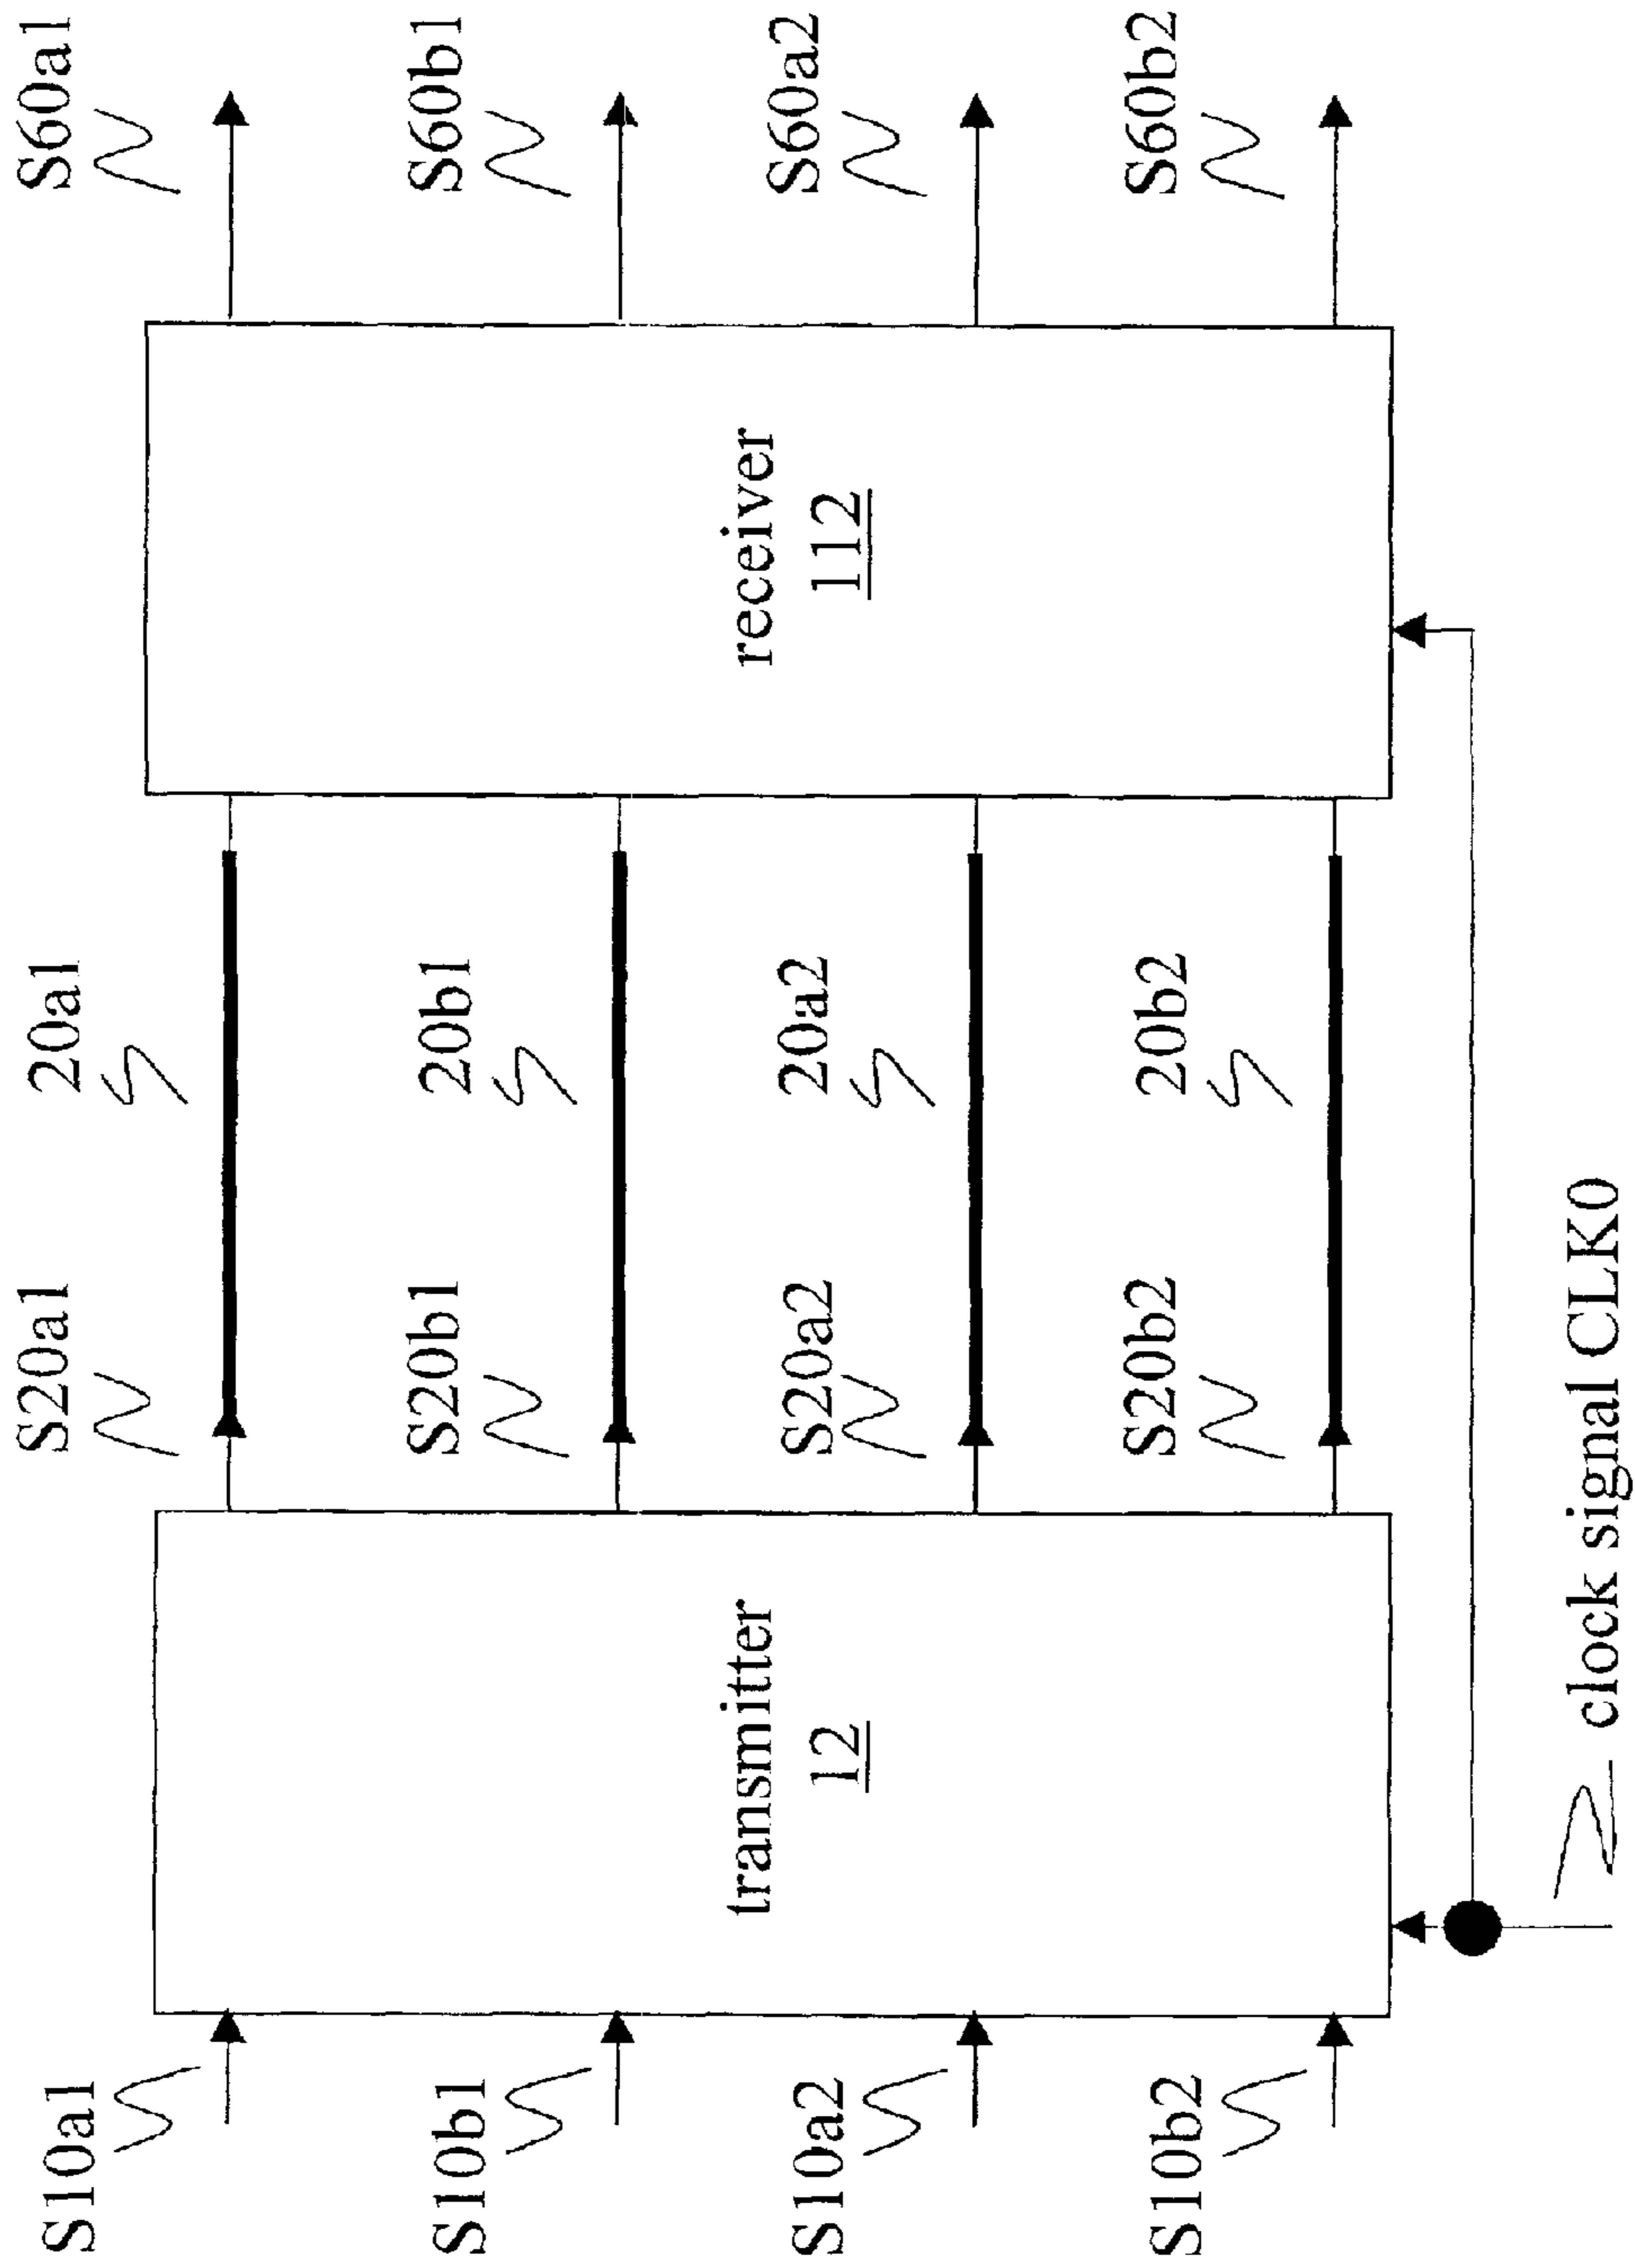 S10a1
S20a1
20a1
S60a1
S10b1
S20b1
20b1
S60b1
transmitter
12
receiver
112
S10a2
S20a2
20a2
S60a2
S10b2
S20b2
20b2
S60b2
clock signal CLK0